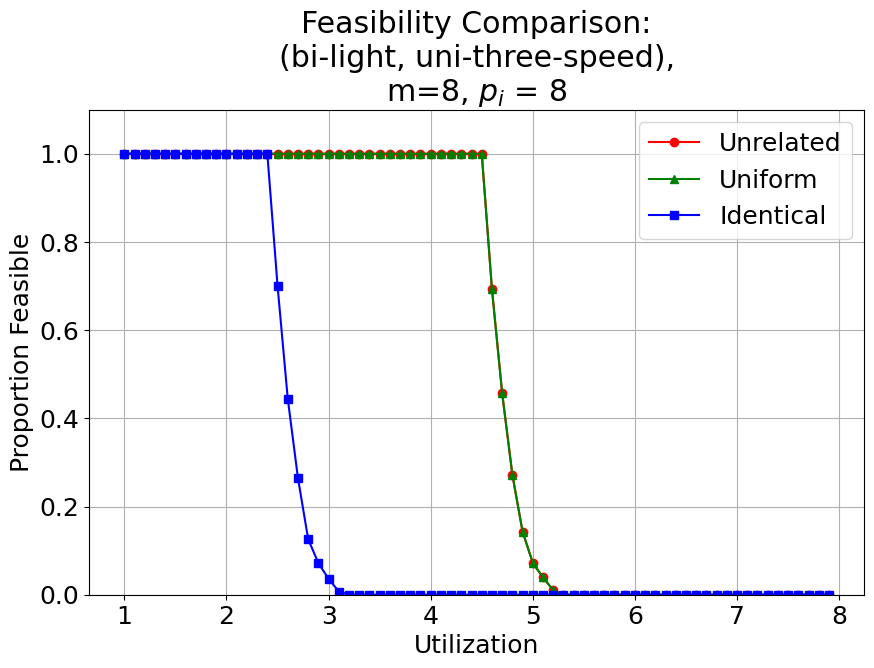 Feasibility Comparison:
(bi-light, uni-three-speed),
m=8, $p_i$ = 8
Unrelated
Uniform
Identical
Proportion Feasible
1.0
0.8
0.6
0.4
0.2
0.0
1 2 3 4 5 6 7 8
Utilization